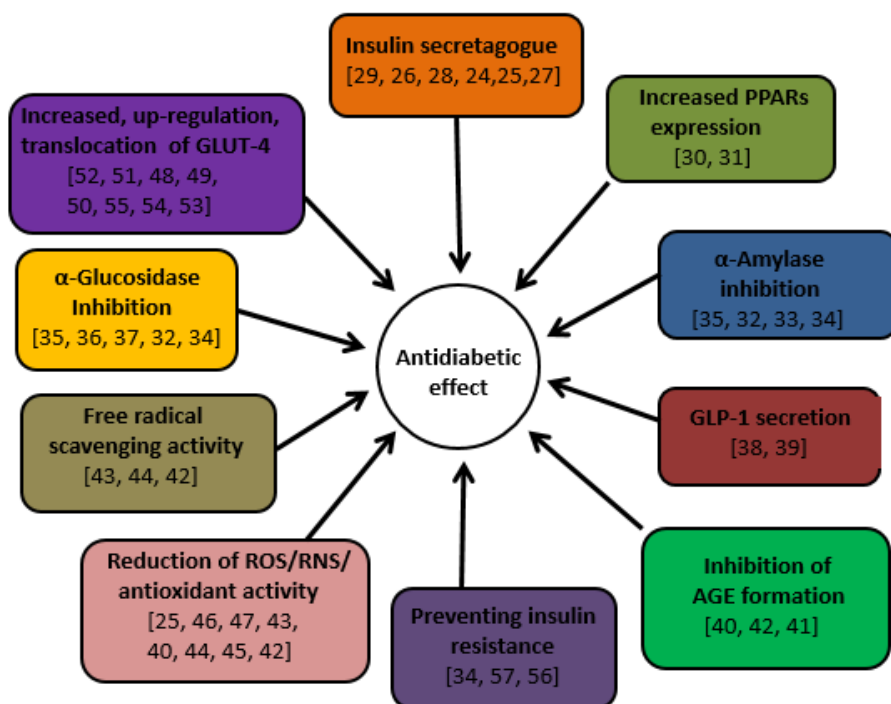 Insulin secretagogue
[29, 26, 28, 24,25,27]
Increased PPARs
expression
[30, 31]
Increased, up-regulation,
translocation of GLUT-4
[52, 51, 48, 49,
50, 55, 54, 53]
α-Amylase
inhibition
[35, 32, 33, 34]
α-Glucosidase
Inhibition
[35, 36, 37, 32, 34]
Antidiabetic
effect
GLP-1 secretion
[38, 39]
Free radical
scavenging activity
[43, 44, 42]
Inhibition of
AGE formation
[40, 42, 41]
Reduction of ROS/RNS/
antioxidant activity
[25, 46, 47, 43,
40, 44, 45, 42]
Preventing insulin
resistance
[34, 57, 56]